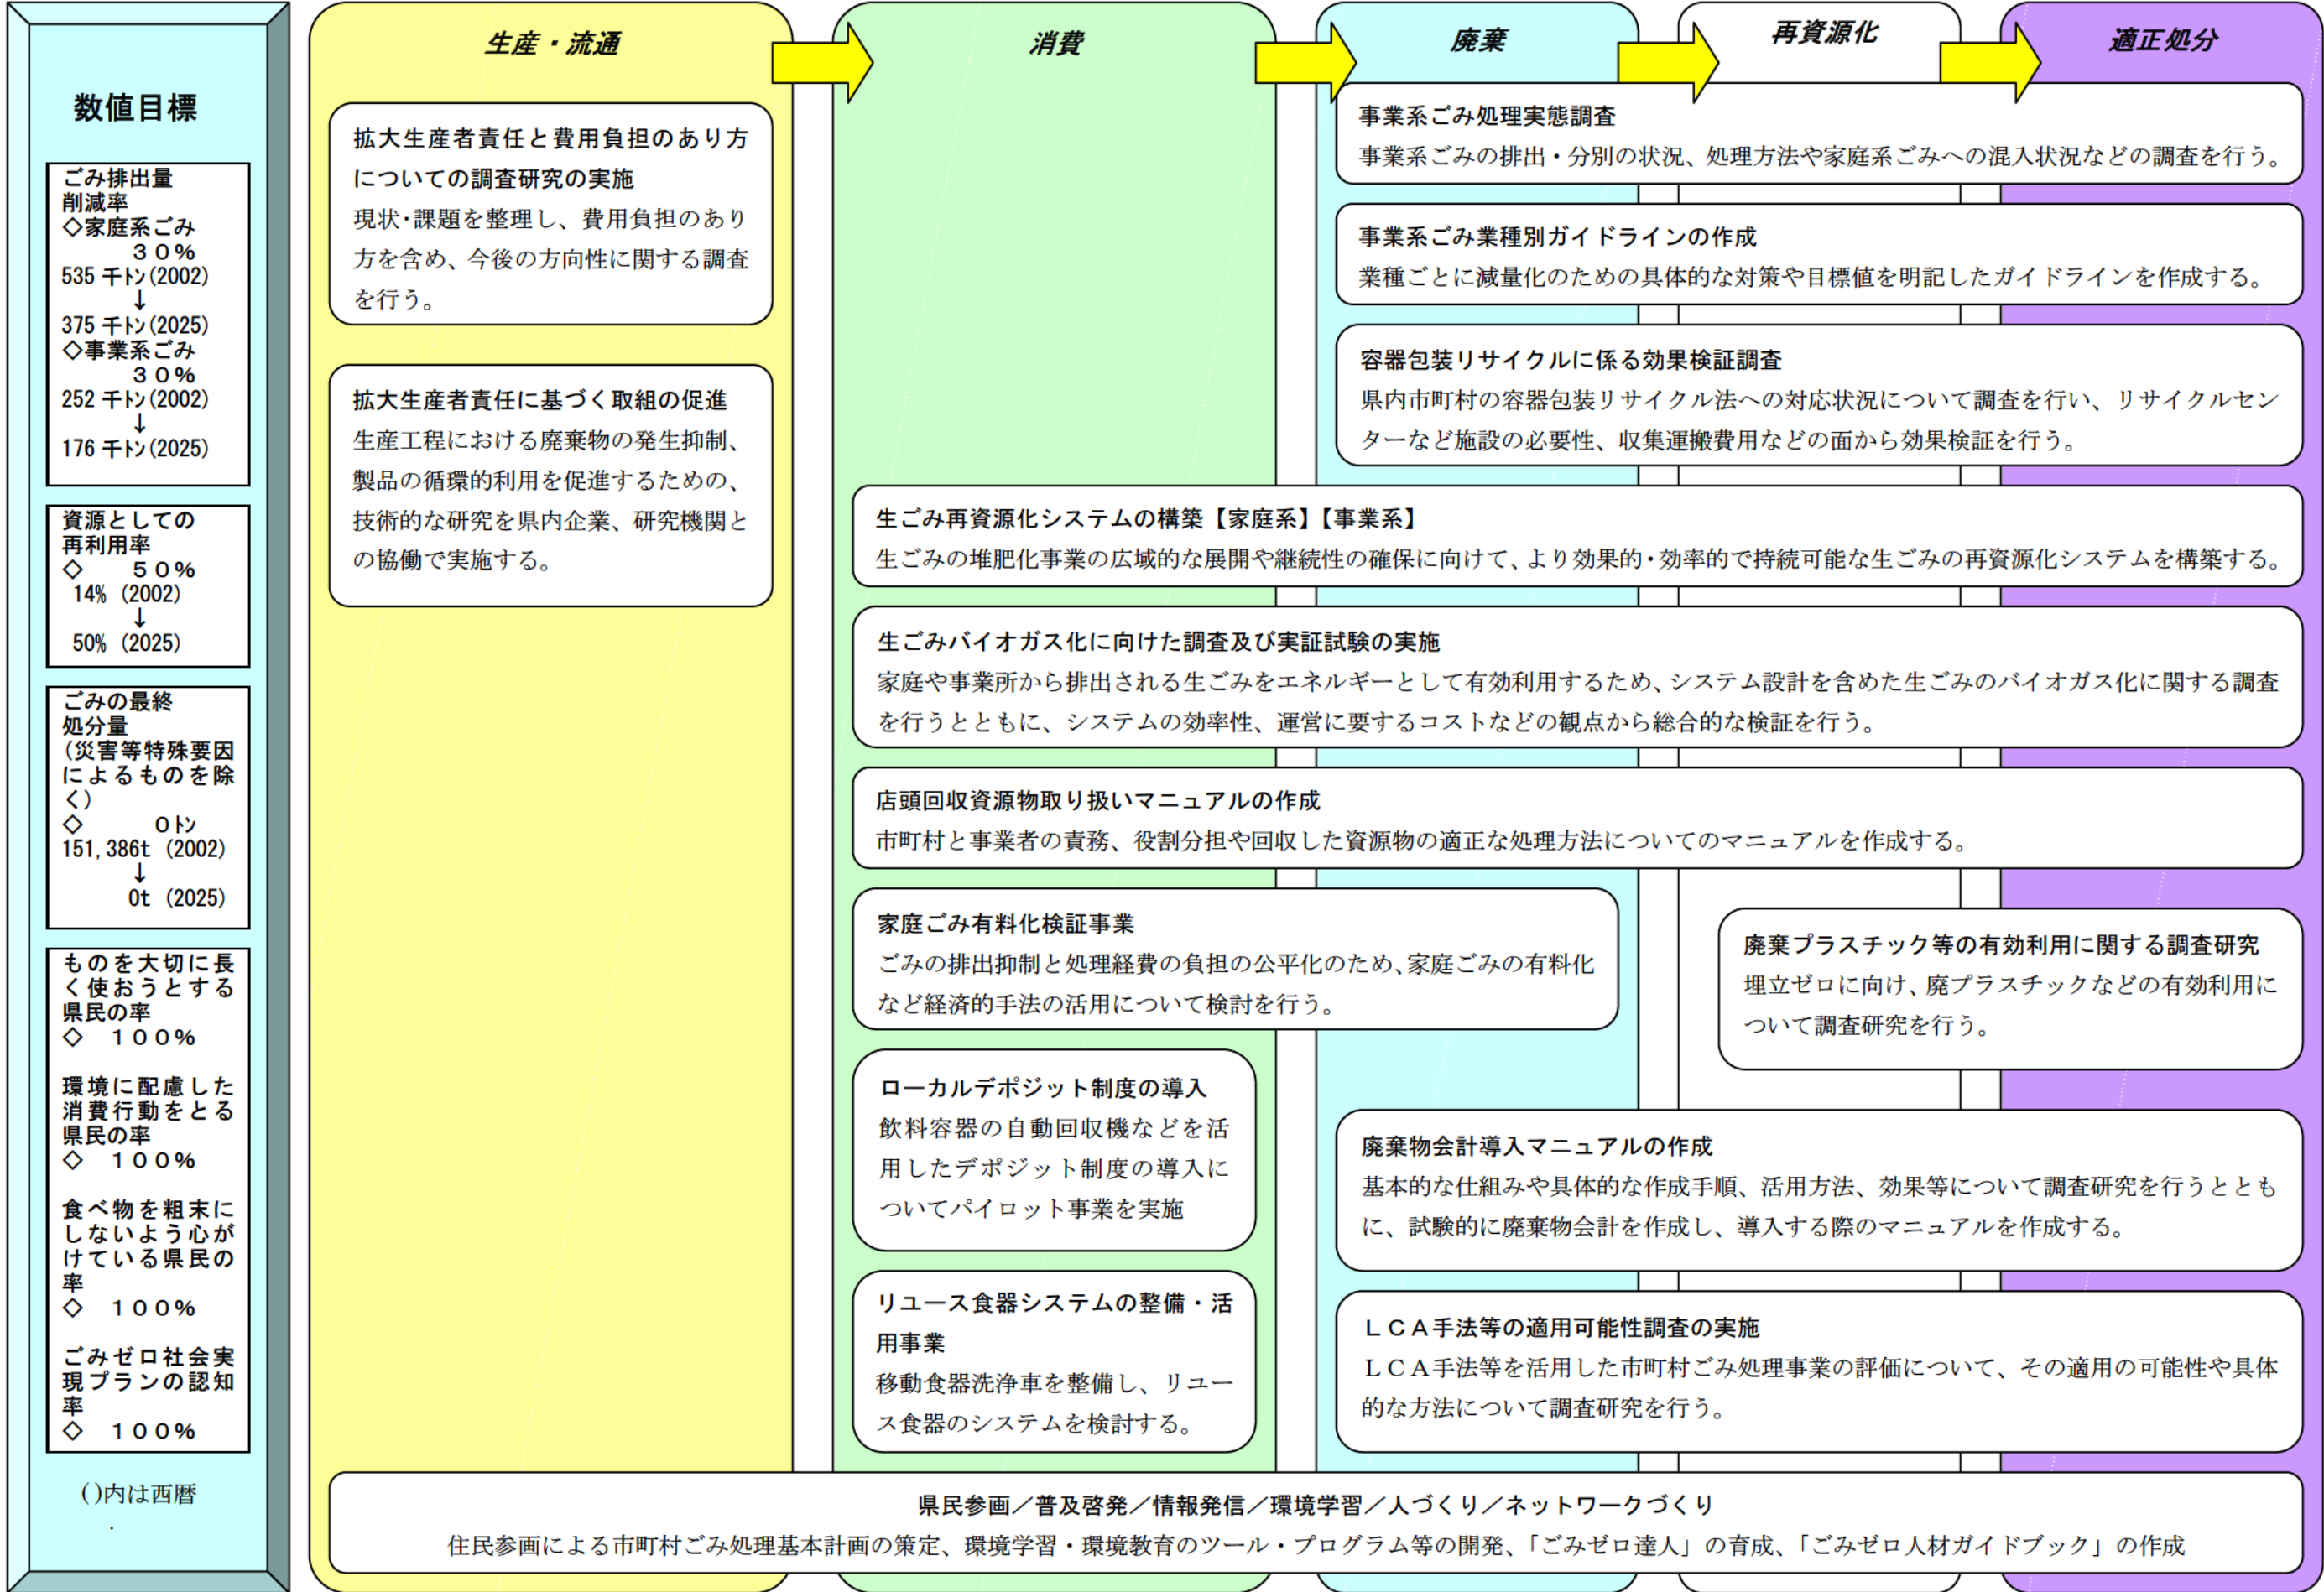 数値目標
ごみ排出量
削減率
◇家庭系ごみ
３０％
535 千トン(2002)
↓
375 千トン(2025)
◇事業系ごみ
３０％
252 千トン(2002)
↓
176 千トン(2025)
資源としての
再利用率
◇ ５０％
14% (2002)
↓
50% (2025)
ごみの最終
処分量
(災害等特殊要因
によるものを除
く)
◇ ０トン
151,386t (2002)
↓
0t (2025)
ものを大切に長
く使おうとする
県民の率
◇ １００％
環境に配慮した
消費行動をとる
県民の率
◇ １００％
食べ物を粗末に
しないよう心が
けている県民の
率
◇ １００％
ごみゼロ社会実
現プランの認知
率
◇ １００％
()内は西暦
.
生産・流通
拡大生産者責任と費用負担のあり方
についての調査研究の実施
現状・課題を整理し、費用負担のあり
方を含め、今後の方向性に関する調査
を行う。
拡大生産者責任に基づく取組の促進
生産工程における廃棄物の発生抑制、
製品の循環的利用を促進するための、
技術的な研究を県内企業、研究機関と
の協働で実施する。
消費
廃棄
再資源化
適正処分
事業系ごみ処理実態調査
事業系ごみの排出・分別の状況、処理方法や家庭系ごみへの混入状況などの調査を行う。
事業系ごみ業種別ガイドラインの作成
業種ごとに減量化のための具体的な対策や目標値を明記したガイドラインを作成する。
容器包装リサイクルに係る効果検証調査
県内市町村の容器包装リサイクル法への対応状況について調査を行い、リサイクルセン
ターなど施設の必要性、収集運搬費用などの面から効果検証を行う。
生ごみ再資源化システムの構築【家庭系】【事業系】
生ごみの堆肥化事業の広域的な展開や継続性の確保に向けて、より効果的・効率的で持続可能な生ごみの再資源化システムを構築する。
生ごみバイオガス化に向けた調査及び実証試験の実施
家庭や事業所から排出される生ごみをエネルギーとして有効利用するため、システム設計を含めた生ごみのバイオガス化に関する調査
を行うとともに、システムの効率性、運営に要するコストなどの観点から総合的な検証を行う。
店頭回収資源物取り扱いマニュアルの作成
市町村と事業者の責務、役割分担や回収した資源物の適正な処理方法についてのマニュアルを作成する。
家庭ごみ有料化検証事業
ごみの排出抑制と処理経費の負担の公平化のため、家庭ごみの有料化
など経済的手法の活用について検討を行う。
廃棄プラスチック等の有効利用に関する調査研究
埋立ゼロに向け、廃プラスチックなどの有効利用に
ついて調査研究を行う。
ローカルデポジット制度の導入
飲料容器の自動回収機などを活
用したデポジット制度の導入に
ついてパイロット事業を実施
廃棄物会計導入マニュアルの作成
基本的な仕組みや具体的な作成手順、活用方法、効果等について調査研究を行うととも
に、試験的に廃棄物会計を作成し、導入する際のマニュアルを作成する。
リユース食器システムの整備・活
用事業
移動食器洗浄車を整備し、リユー
ス食器のシステムを検討する。
ＬＣＡ手法等の適用可能性調査の実施
ＬＣＡ手法等を活用した市町村ごみ処理事業の評価について、その適用の可能性や具体
的な方法について調査研究を行う。
県民参画／普及啓発／情報発信／環境学習／人づくり／ネットワークづくり
住民参画による市町村ごみ処理基本計画の策定、環境学習・環境教育のツール・プログラム等の開発、「ごみゼロ達人」の育成、「ごみゼロ人材ガイドブック」の作成